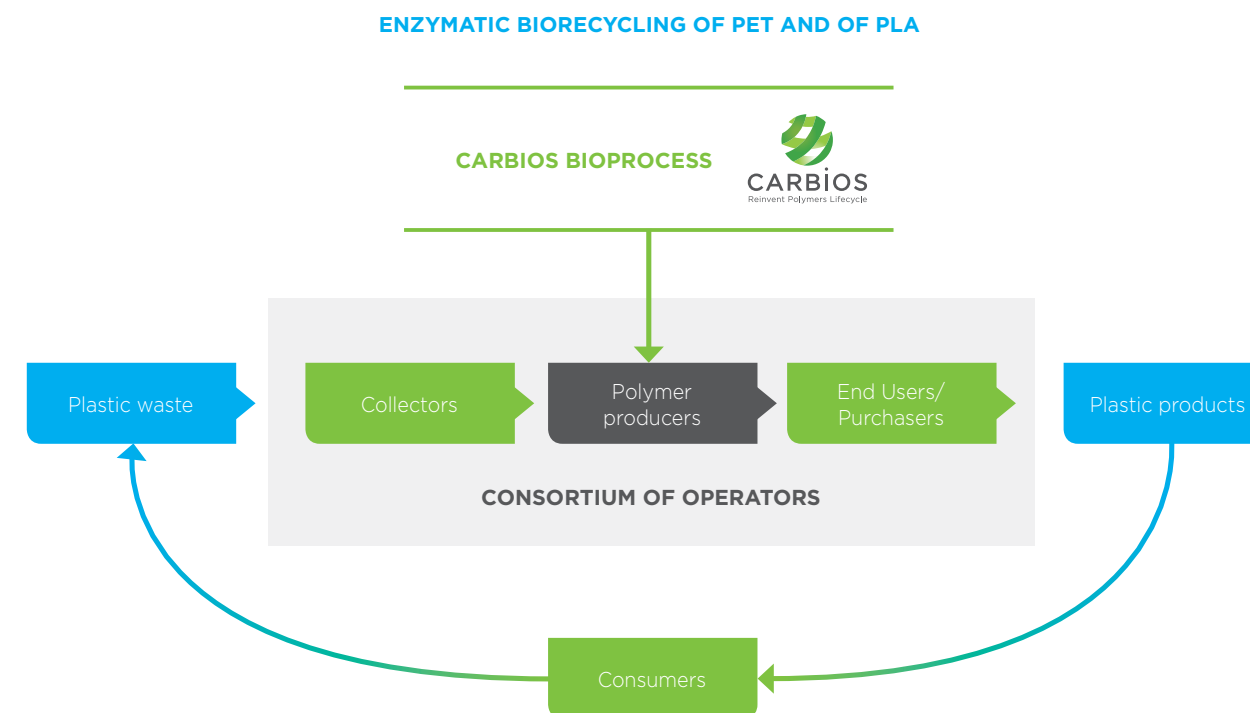 ENZYMATIC BIORECYCLING OF PET AND OF PLA
CARBIOS BIOPROCESS
CARBIOS
Reinvent Polymers Lifecycle
Plastic waste
Collectors
Polymer
producers
End Users/
Purchasers
Plastic products
CONSORTIUM OF OPERATORS
Consumers